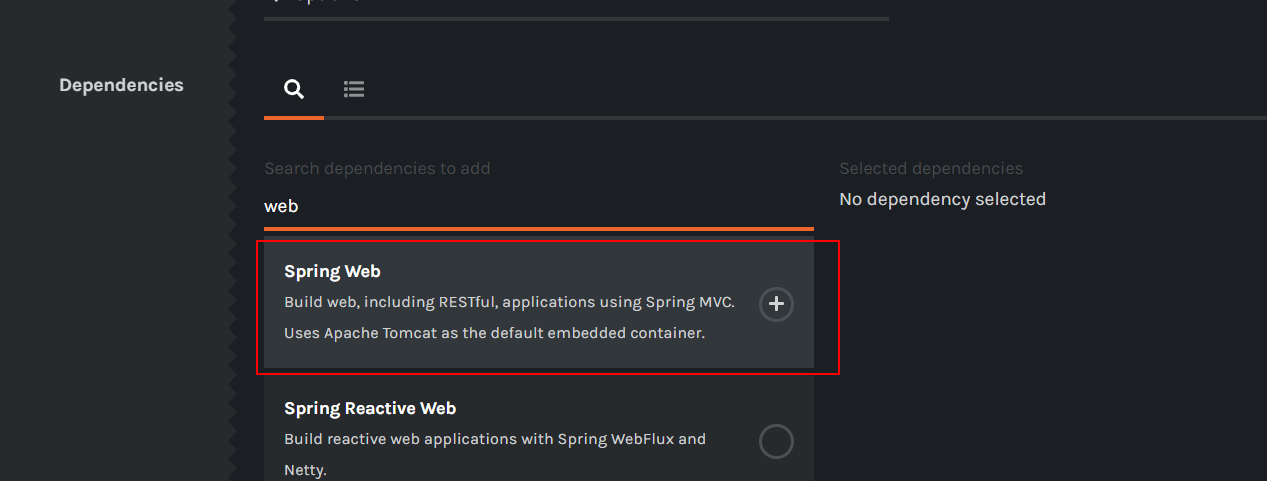 Dependencies
Search dependencies to add
web
Selected dependencies
No dependency selected
Spring Web
Build web, including RESTful, applications using Spring MVC.
Uses Apache Tomcat as the default embedded container.
Spring Reactive Web
Build reactive web applications with Spring WebFlux and
Netty.